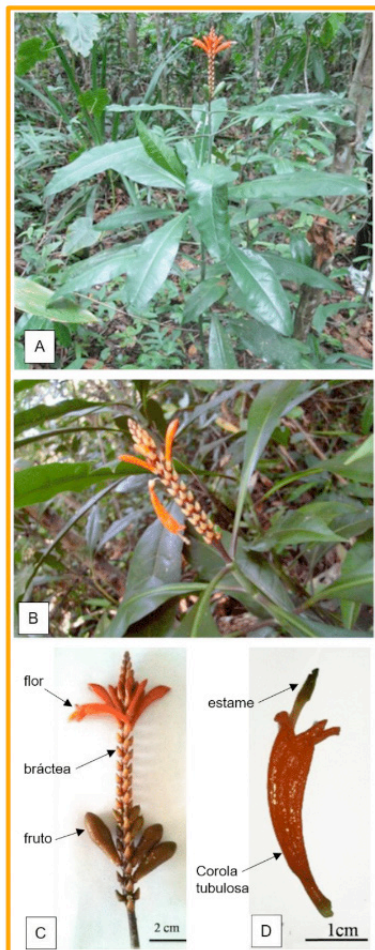 A
B
flor
bráctea
fruto
C
2 cm
estame
Corola
tubulosa
D
1cm